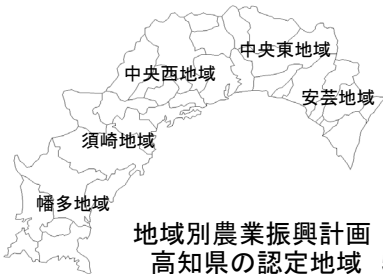 中央東地域
中央西地域
安芸地域
須崎地域
幡多地域
地域別農業振興計画
高知県の認定地域